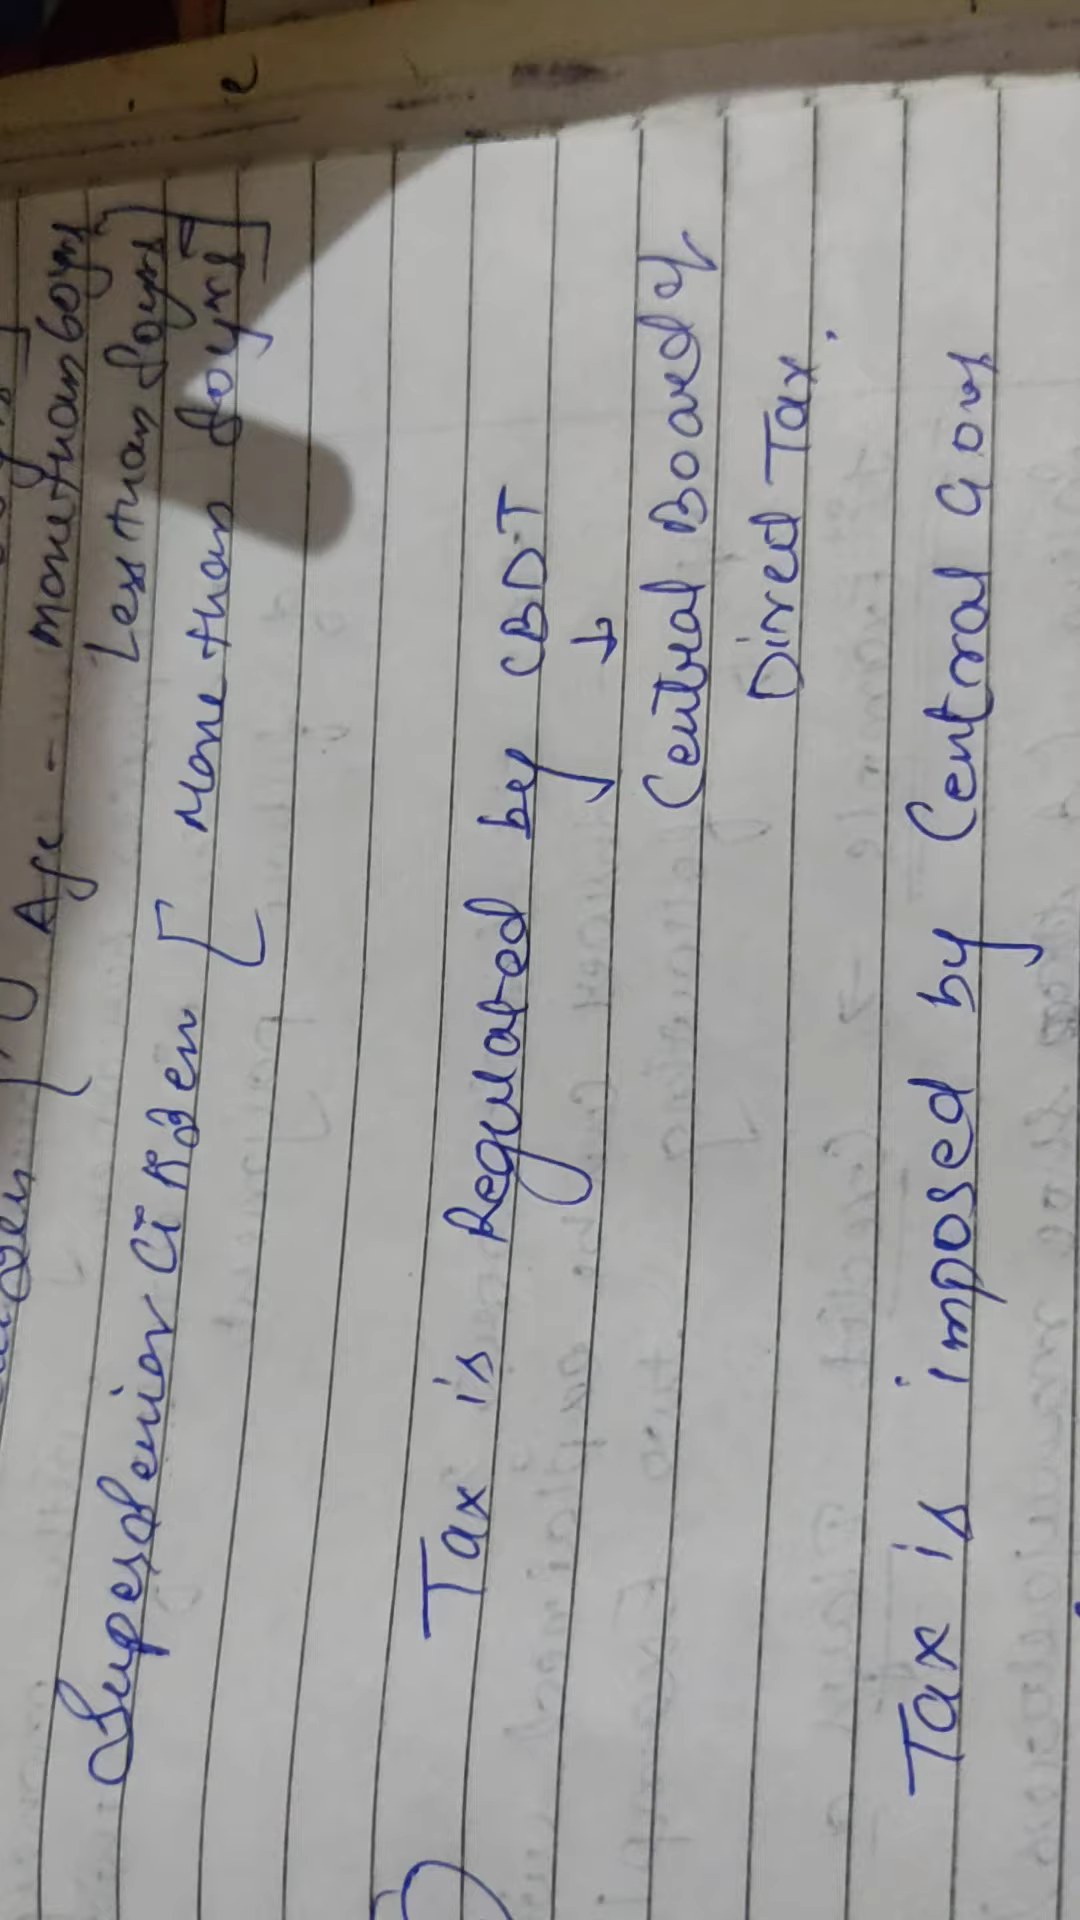 Age - more than 60yrs
Less than 80yrs
Super Senior Citizen [More than 80yrs]
Tax is Regulated by CBDT
↓
Central Board of
Direct Tax.
Tax is imposed by Central Govt